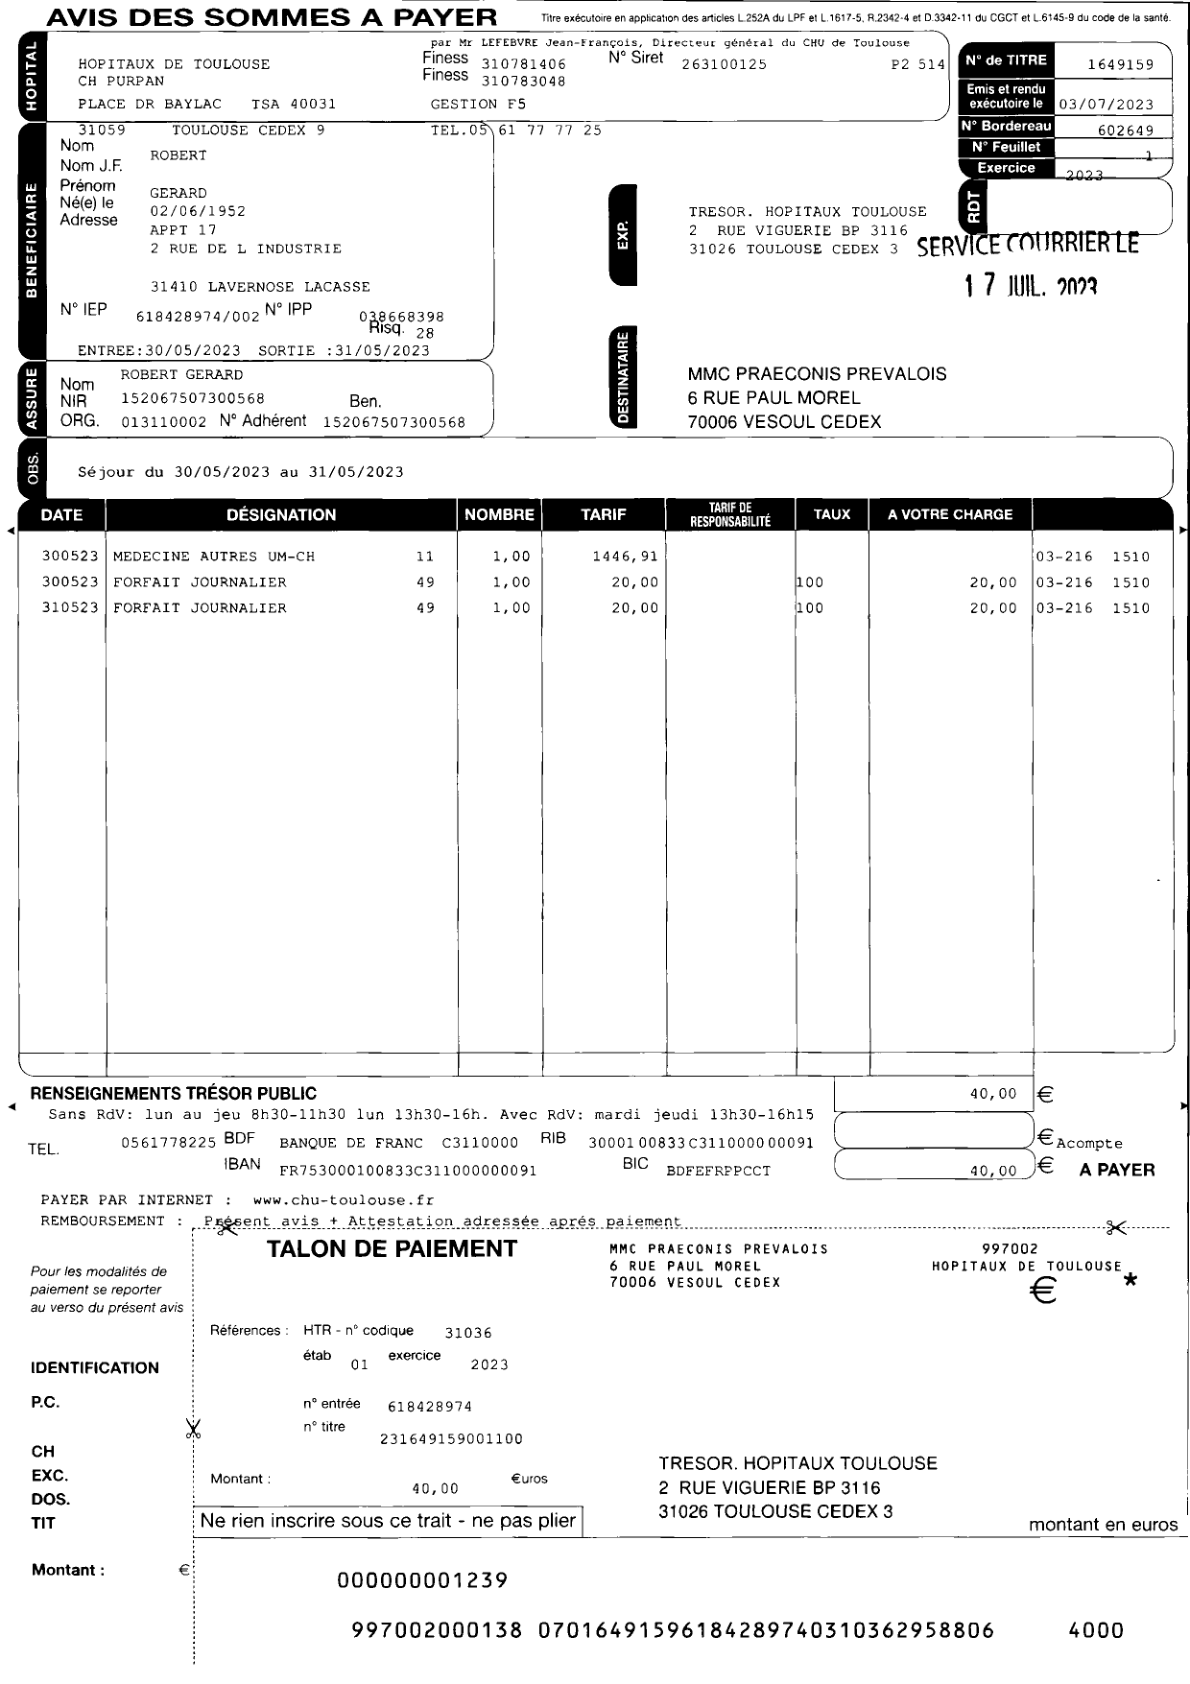 AVIS DES SOMMES A PAYER
Titre exécutoire en application des articles L.252A du LPF et L.1617-5, R.2342-4 et D.3342-11 du CGCT et L.6145-9 du code de la santé.
HOPITAL
par Mr LEFEBVRE Jean-François, Directeur général du CHU de Toulouse
HOPITAUX DE TOULOUSE Finess 310781406 N° Siret 263100125 P2 514
CH PURPAN Finess 310783048
PLACE DR BAYLAC TSA 40031 GESTION F5
31059 TOULOUSE CEDEX 9 TEL.05 61 77 77 25
N° de TITRE 1649159
Emis et rendu exécutoire le 03/07/2023
N° Bordereau 602649
N° Feuillet 1
Exercice 2023
RDT
BENEFICIAIRE
Nom ROBERT
Nom J.F.
Prénom GERARD
Né(e) le 02/06/1952
Adresse APPT 17
2 RUE DE L INDUSTRIE
31410 LAVERNOSE LACASSE
N° IEP 618428974/002 N° IPP 038668398
Risq. 28
ENTREE:30/05/2023 SORTIE :31/05/2023
EXP.
TRESOR. HOPITAUX TOULOUSE
2 RUE VIGUERIE BP 3116
31026 TOULOUSE CEDEX 3
SERVICE COURRIER LE
17 JUIL. 2023
ASSURE
Nom ROBERT GERARD
NIR 152067507300568 Ben.
ORG. 013110002 N° Adhérent 152067507300568
DESTINATAIRE
MMC PRAECONIS PREVALOIS
6 RUE PAUL MOREL
70006 VESOUL CEDEX
OBS.
Séjour du 30/05/2023 au 31/05/2023
DATE DÉSIGNATION NOMBRE TARIF TARIF DE RESPONSABILITÉ TAUX A VOTRE CHARGE
300523 MEDECINE AUTRES UM-CH 11 1,00 1446,91 03-216 1510
300523 FORFAIT JOURNALIER 49 1,00 20,00 100 20,00 03-216 1510
310523 FORFAIT JOURNALIER 49 1,00 20,00 100 20,00 03-216 1510
RENSEIGNEMENTS TRÉSOR PUBLIC 40,00 €
Sans RdV: lun au jeu 8h30-11h30 lun 13h30-16h. Avec RdV: mardi jeudi 13h30-16h15
TEL. 0561778225 BDF BANQUE DE FRANC C3110000 RIB 30001 00833 C311000000091 € Acompte
IBAN FR753000100833C311000000091 BIC BDFEFRPPCCT 40,00 € A PAYER
PAYER PAR INTERNET : www.chu-toulouse.fr
REMBOURSEMENT : Présent avis + Attestation adressée aprés paiement
TALON DE PAIEMENT
MMC PRAECONIS PREVALOIS
6 RUE PAUL MOREL
70006 VESOUL CEDEX
997002
HOPITAUX DE TOULOUSE
€ *
Pour les modalités de
paiement se reporter
au verso du présent avis
Références : HTR - n° codique 31036
étab 01 exercice 2023
n° entrée 618428974
n° titre
231649159001100
Montant : 40,00 €uros
IDENTIFICATION
P.C.
CH
EXC.
DOS.
TIT
Montant : €
TRESOR. HOPITAUX TOULOUSE
2 RUE VIGUERIE BP 3116
31026 TOULOUSE CEDEX 3
Ne rien inscrire sous ce trait - ne pas plier
montant en euros
000000001239
997002000138 07016491596184289740310362958806 4000